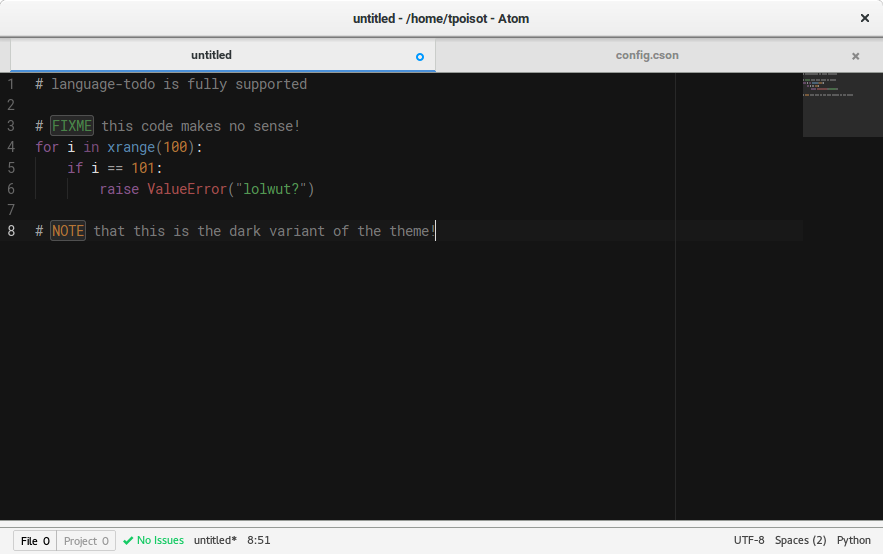 untitled - /home/tpoisot - Atom
untitled
config.cson
1 # language-todo is fully supported
2
3 # FIXME this code makes no sense!
4 for i in xrange(100):
5 if i == 101:
6 raise ValueError("lolwut?")
7
8 # NOTE that this is the dark variant of the theme!
File 0 Project 0 No Issues untitled* 8:51 UTF-8 Spaces (2) Python